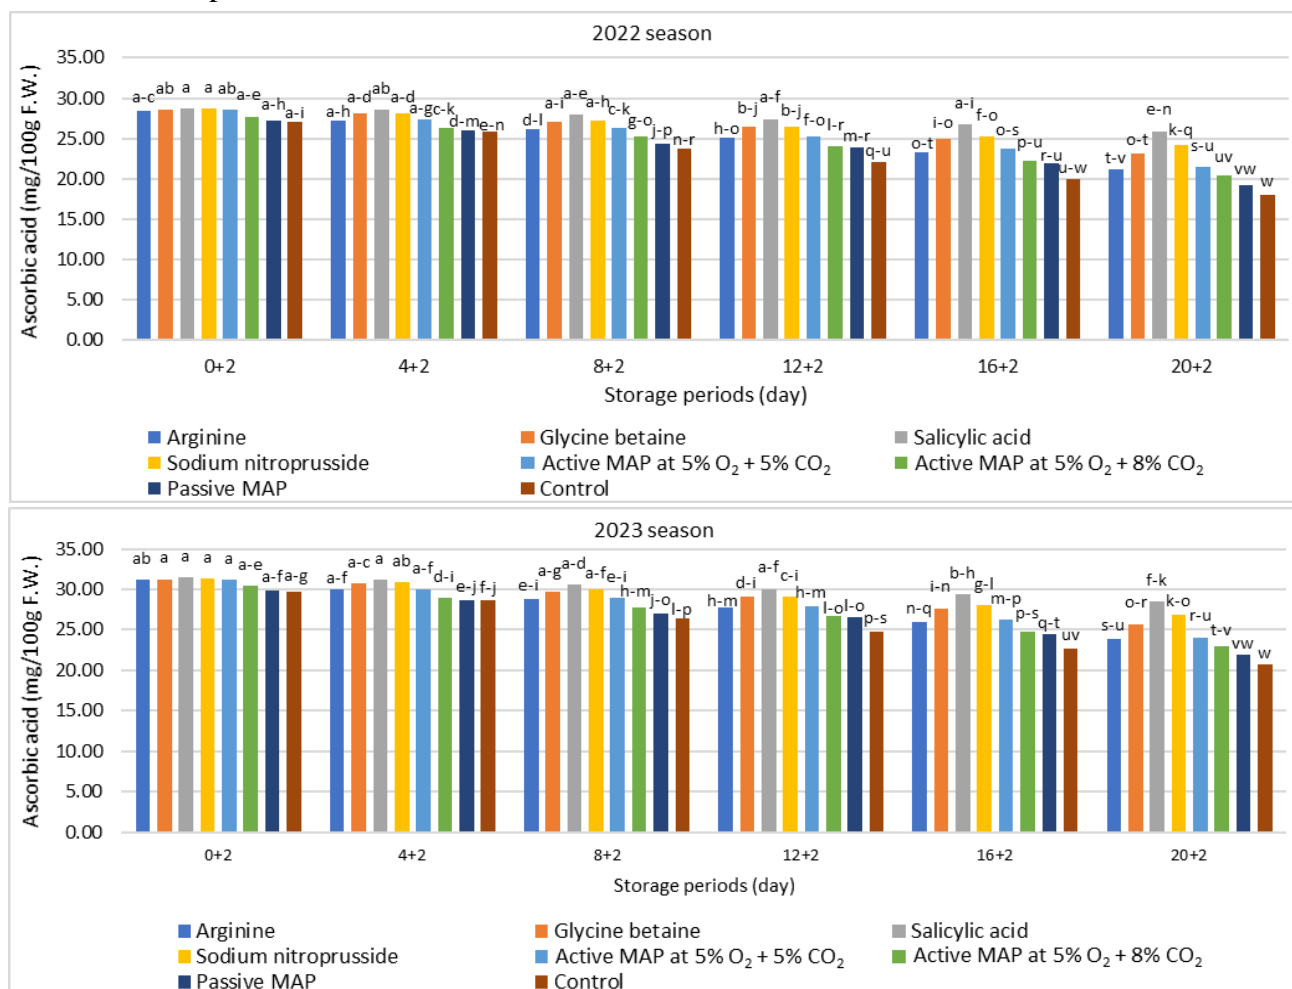 2022 season
Ascorbic acid (mg/100g F.W.)
35.00
30.00
25.00
20.00
15.00
10.00
5.00
0.00
a-c ab a a ab a-e a-h a-i
a-h a-d ab a-d a-g c-k d-m e-n
d-l a-i a-e a-h c-k g-o j-p n-r
h-o b-j a-f b-j f-o l-r m-r q-u
o-t i-o a-i f-o o-s p-u r-u u-w
t-v o-t e-n k-q s-u uv vw w
0+2 4+2 8+2 12+2 16+2 20+2
Storage periods (day)
Arginine Glycine betaine Salicylic acid
Sodium nitroprusside Active MAP at 5% O₂ + 5% CO₂ Active MAP at 5% O₂ + 8% CO₂
Passive MAP Control
2023 season
Ascorbic acid (mg/100g F.W.)
35.00
30.00
25.00
20.00
15.00
10.00
5.00
0.00
ab a a a a a-e a-f a-g
a-f a-c a ab a-f d-i e-j f-j
e-i a-g a-d a-f e-i h-m j-o l-p
h-m d-i a-f c-i h-m l-o l-o p-s
n-q i-n b-h g-l m-p p-s q-t uv
s-u o-r f-k k-o r-u t-v vw w
0+2 4+2 8+2 12+2 16+2 20+2
Storage periods (day)
Arginine Glycine betaine Salicylic acid
Sodium nitroprusside Active MAP at 5% O₂ + 5% CO₂ Active MAP at 5% O₂ + 8% CO₂
Passive MAP Control